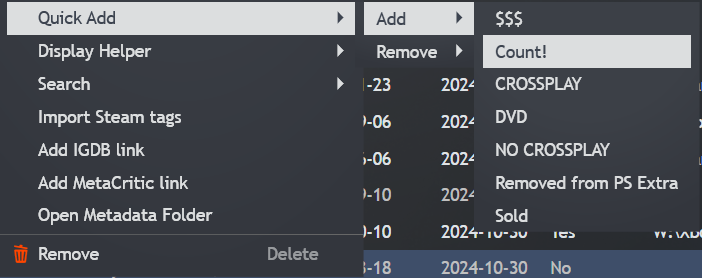 Quick Add
Display Helper
Search
Import Steam tags
Add IGDB link
Add MetaCritic link
Open Metadata Folder
Remove Delete
Add
Remove
1-23 2024
9-06 2024
6-06 2024
9-10 2024
0-10 2024-10-30 Yes
3-18 2024-10-30 No
$$$
Count!
CROSSPLAY
DVD
NO CROSSPLAY
Removed from PS Extra
Sold